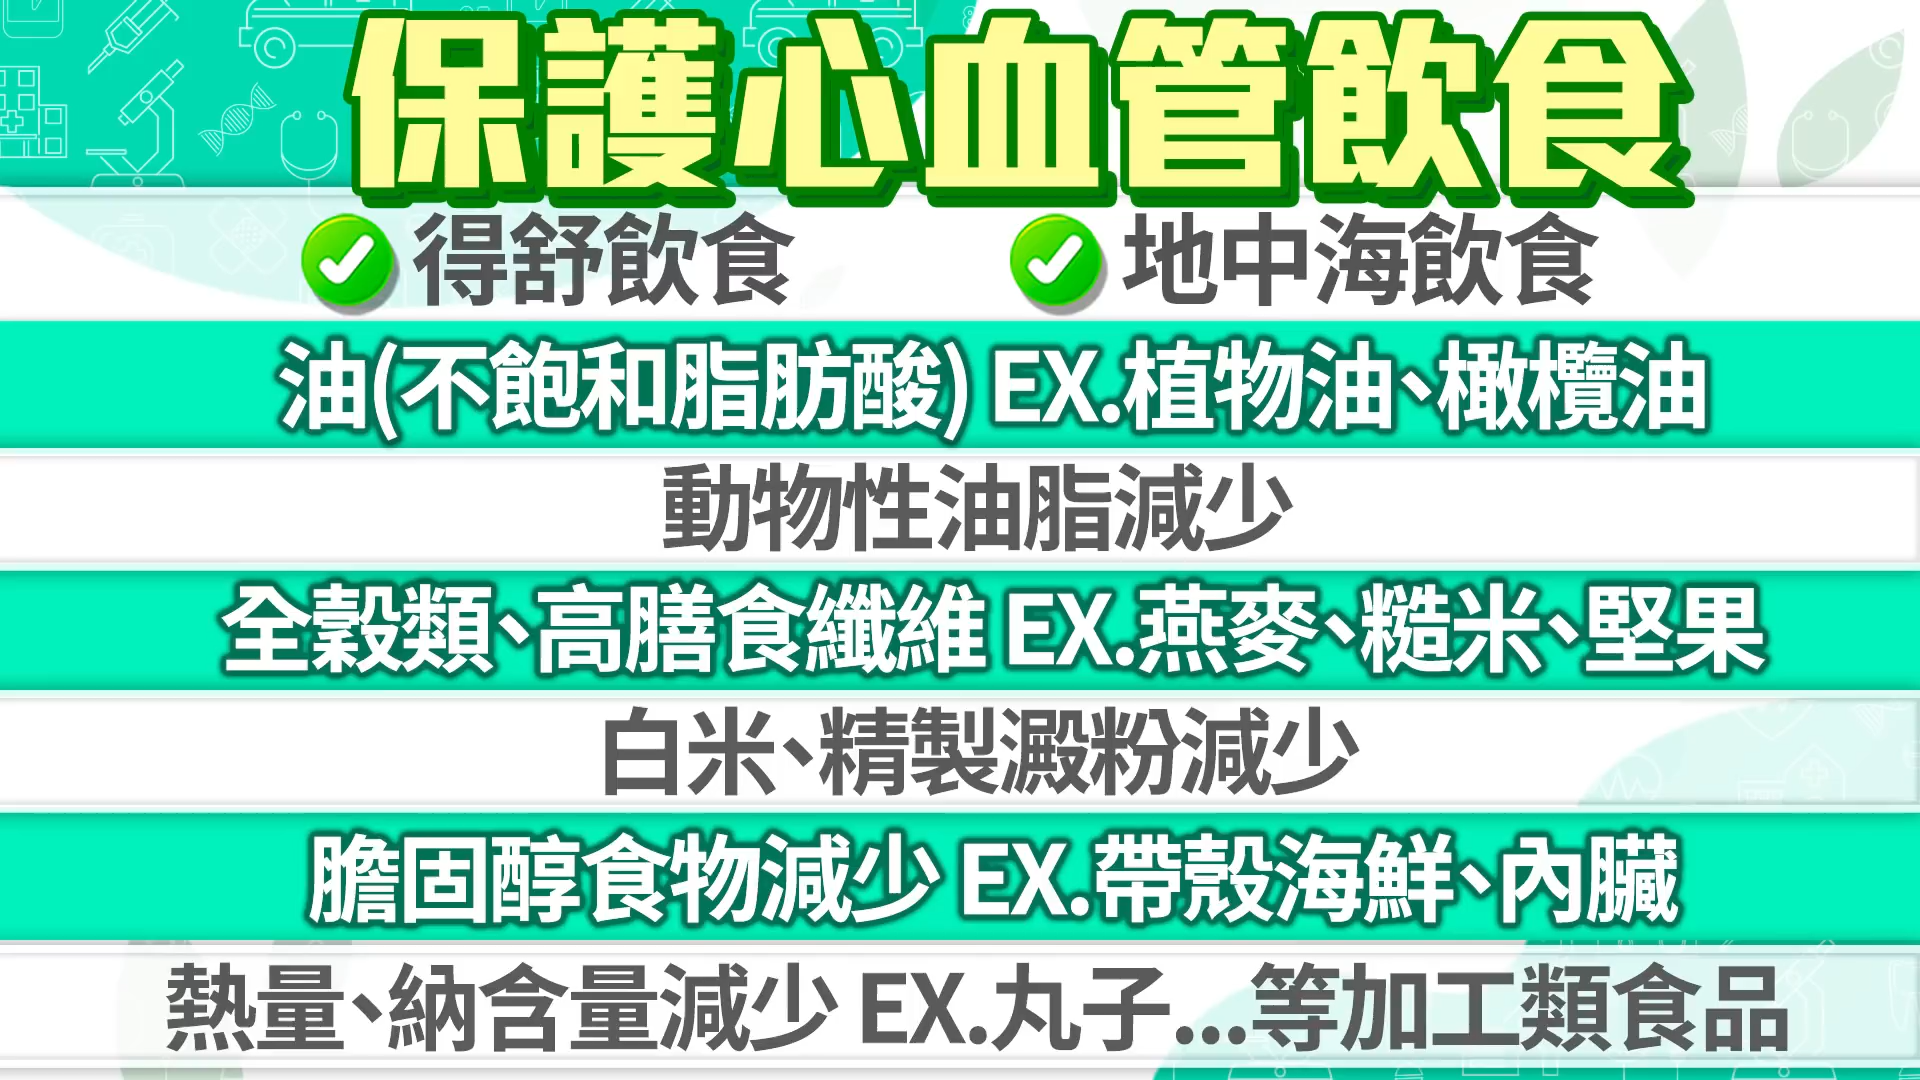 保護心血管飲食
得舒飲食 地中海飲食
油(不飽和脂肪酸) EX.植物油、橄欖油
動物性油脂減少
全穀類、高膳食纖維 EX.燕麥、糙米、堅果
白米、精製澱粉減少
膽固醇食物減少 EX.帶殼海鮮、內臟
熱量、納含量減少 EX.丸子...等加工類食品